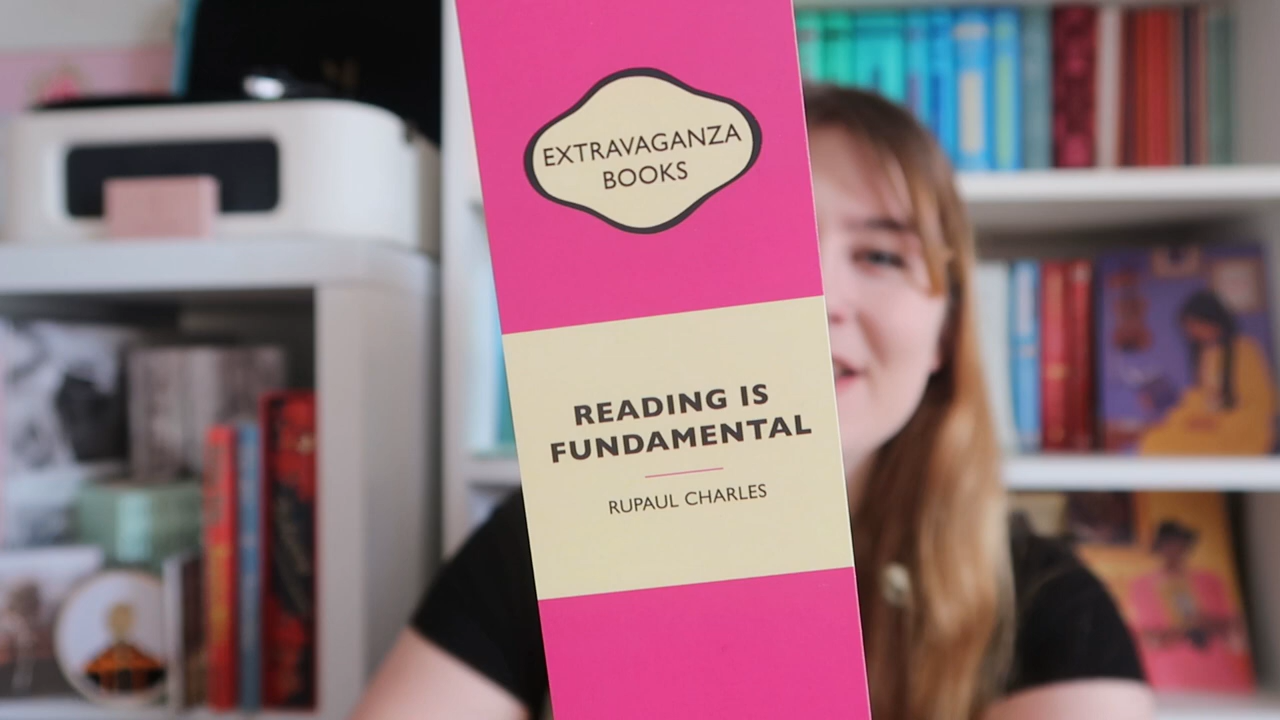 EXTRAVAGANZA
BOOKS
READING IS
FUNDAMENTAL
RUPAUL CHARLES